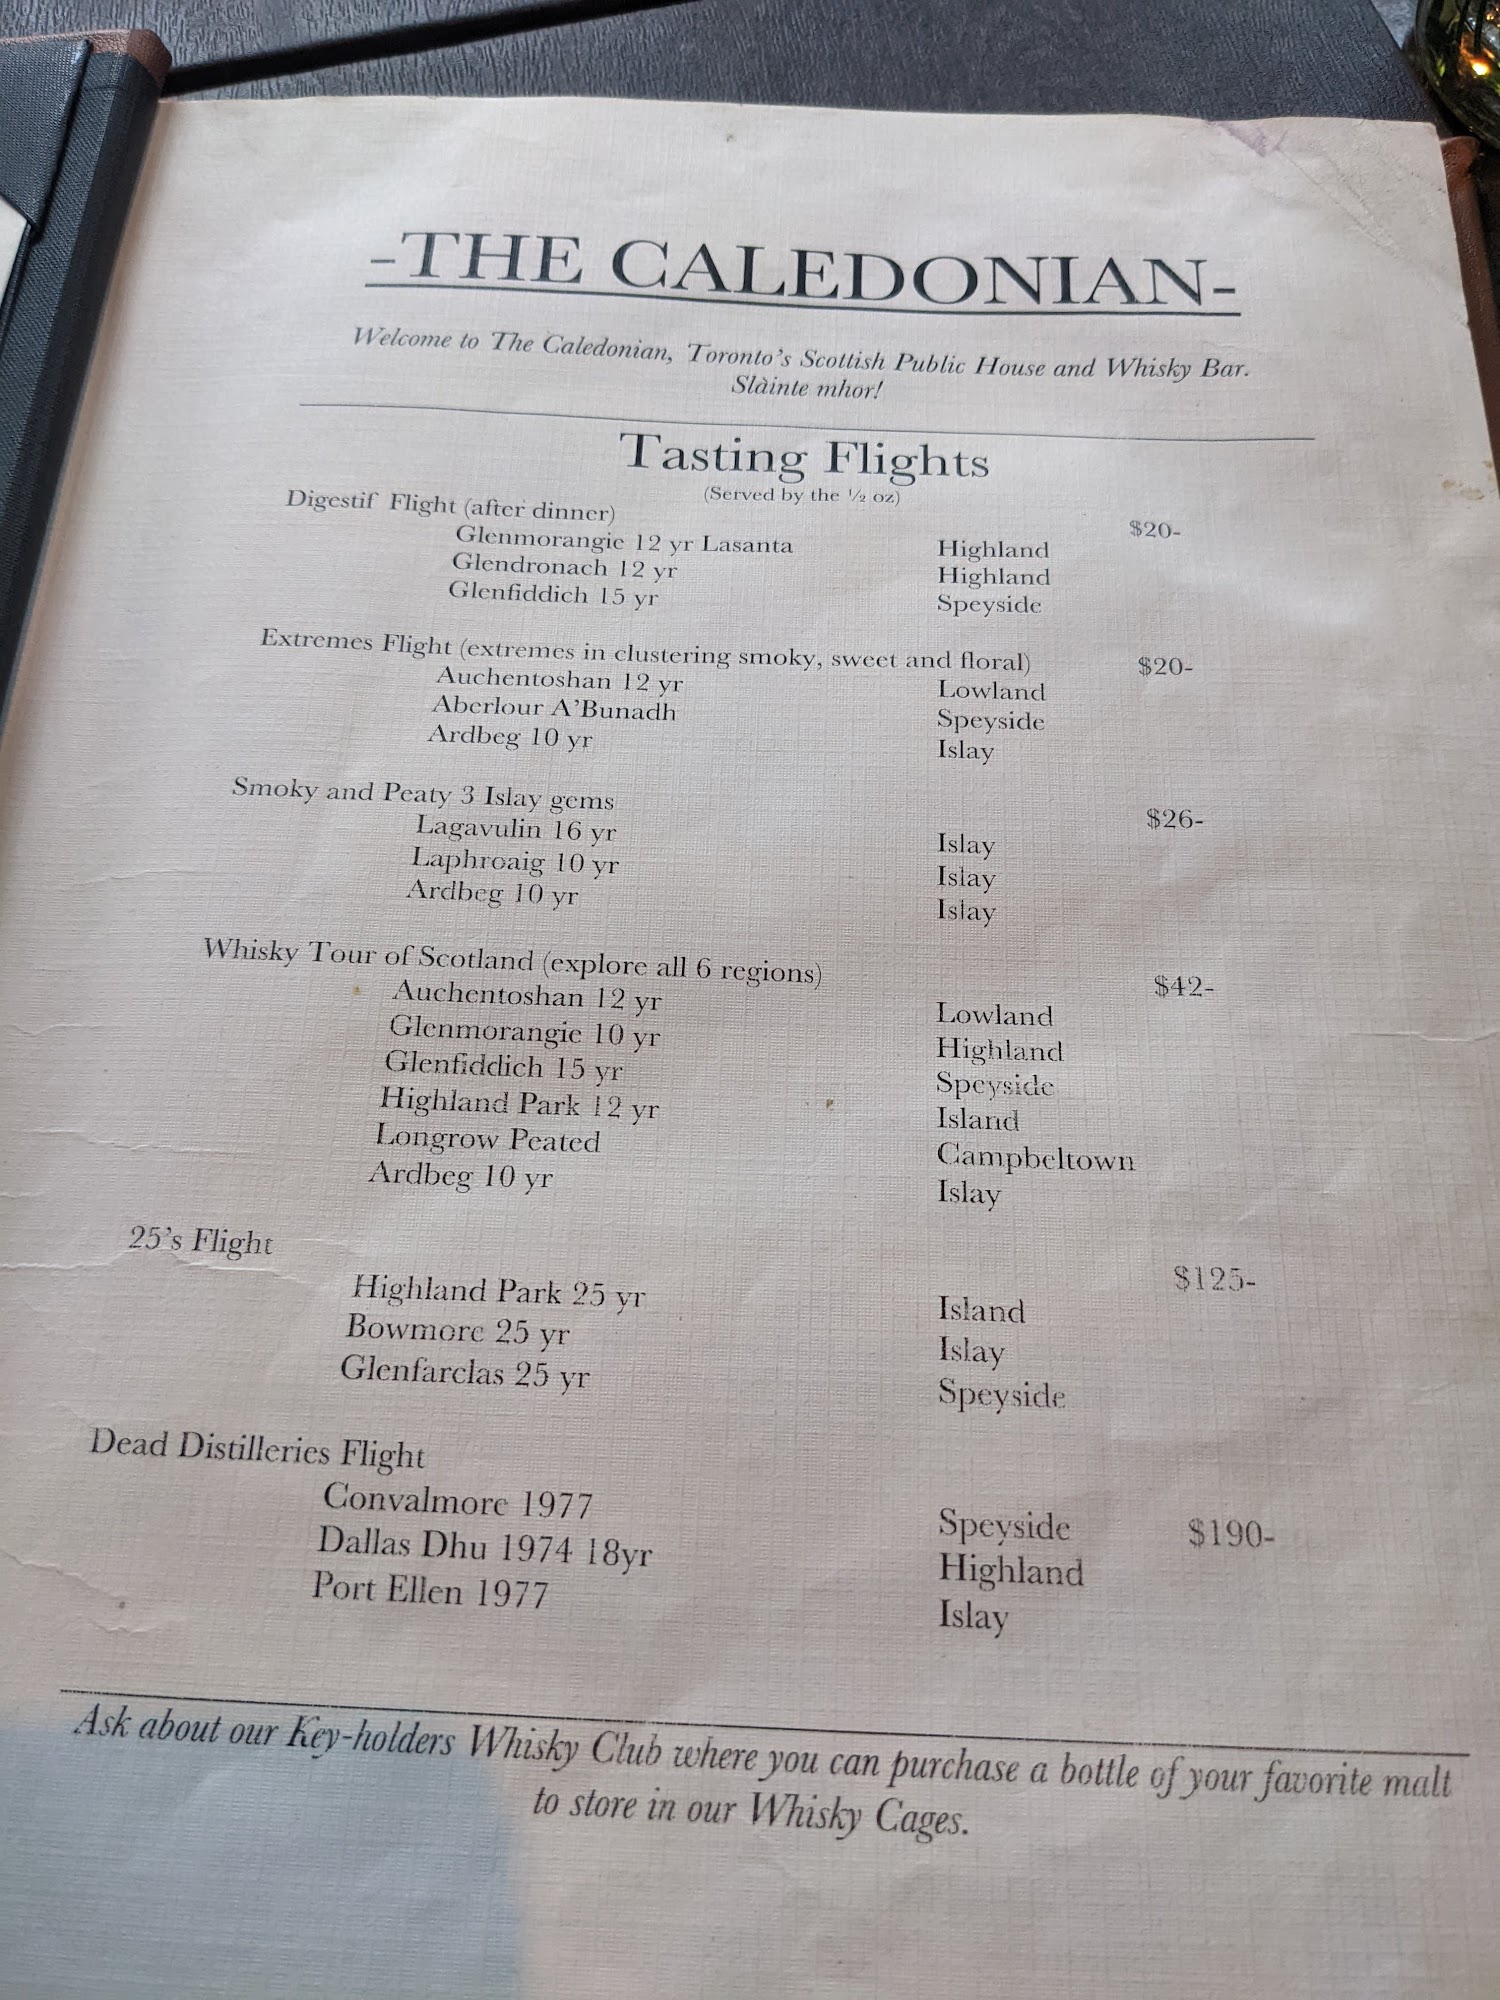 -THE CALEDONIAN-
Welcome to The Caledonian, Toronto's Scottish Public House and Whisky Bar.
Slàinte mhor!
Tasting Flights
(Served by the ½ oz)
Digestif Flight (after dinner) $20-
Glenmorangie 12 yr Lasanta Highland
Glendronach 12 yr Highland
Glenfiddich 15 yr Speyside
Extremes Flight (extremes in clustering smoky, sweet and floral) $20-
Auchentoshan 12 yr Lowland
Aberlour A'Bunadh Speyside
Ardbeg 10 yr Islay
Smoky and Peaty 3 Islay gems $26-
Lagavulin 16 yr Islay
Laphroaig 10 yr Islay
Ardbeg 10 yr Islay
Whisky Tour of Scotland (explore all 6 regions) $42-
Auchentoshan 12 yr Lowland
Glenmorangie 10 yr Highland
Glenfiddich 15 yr Speyside
Highland Park 12 yr Island
Longrow Peated Campbeltown
Ardbeg 10 yr Islay
25's Flight $125-
Highland Park 25 yr Island
Bowmore 25 yr Islay
Glenfarclas 25 yr Speyside
Dead Distilleries Flight
Convalmore 1977 Speyside $190-
Dallas Dhu 1974 18yr Highland
Port Ellen 1977 Islay
Ask about our Key-holders Whisky Club where you can purchase a bottle of your favorite malt
to store in our Whisky Cages.